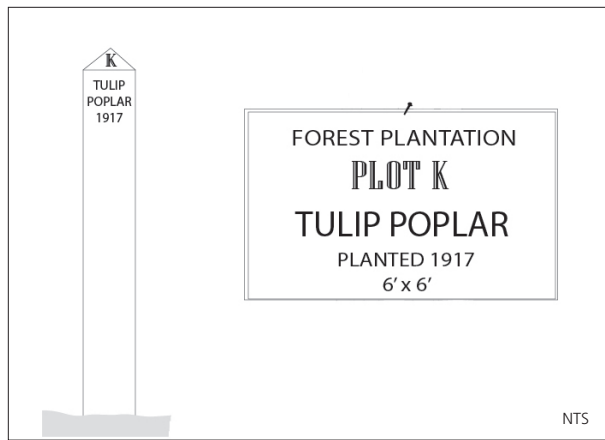 K
TULIP
POPLAR
1917
FOREST PLANTATION
PLOT K
TULIP POPLAR
PLANTED 1917
6’ x 6’
NTS